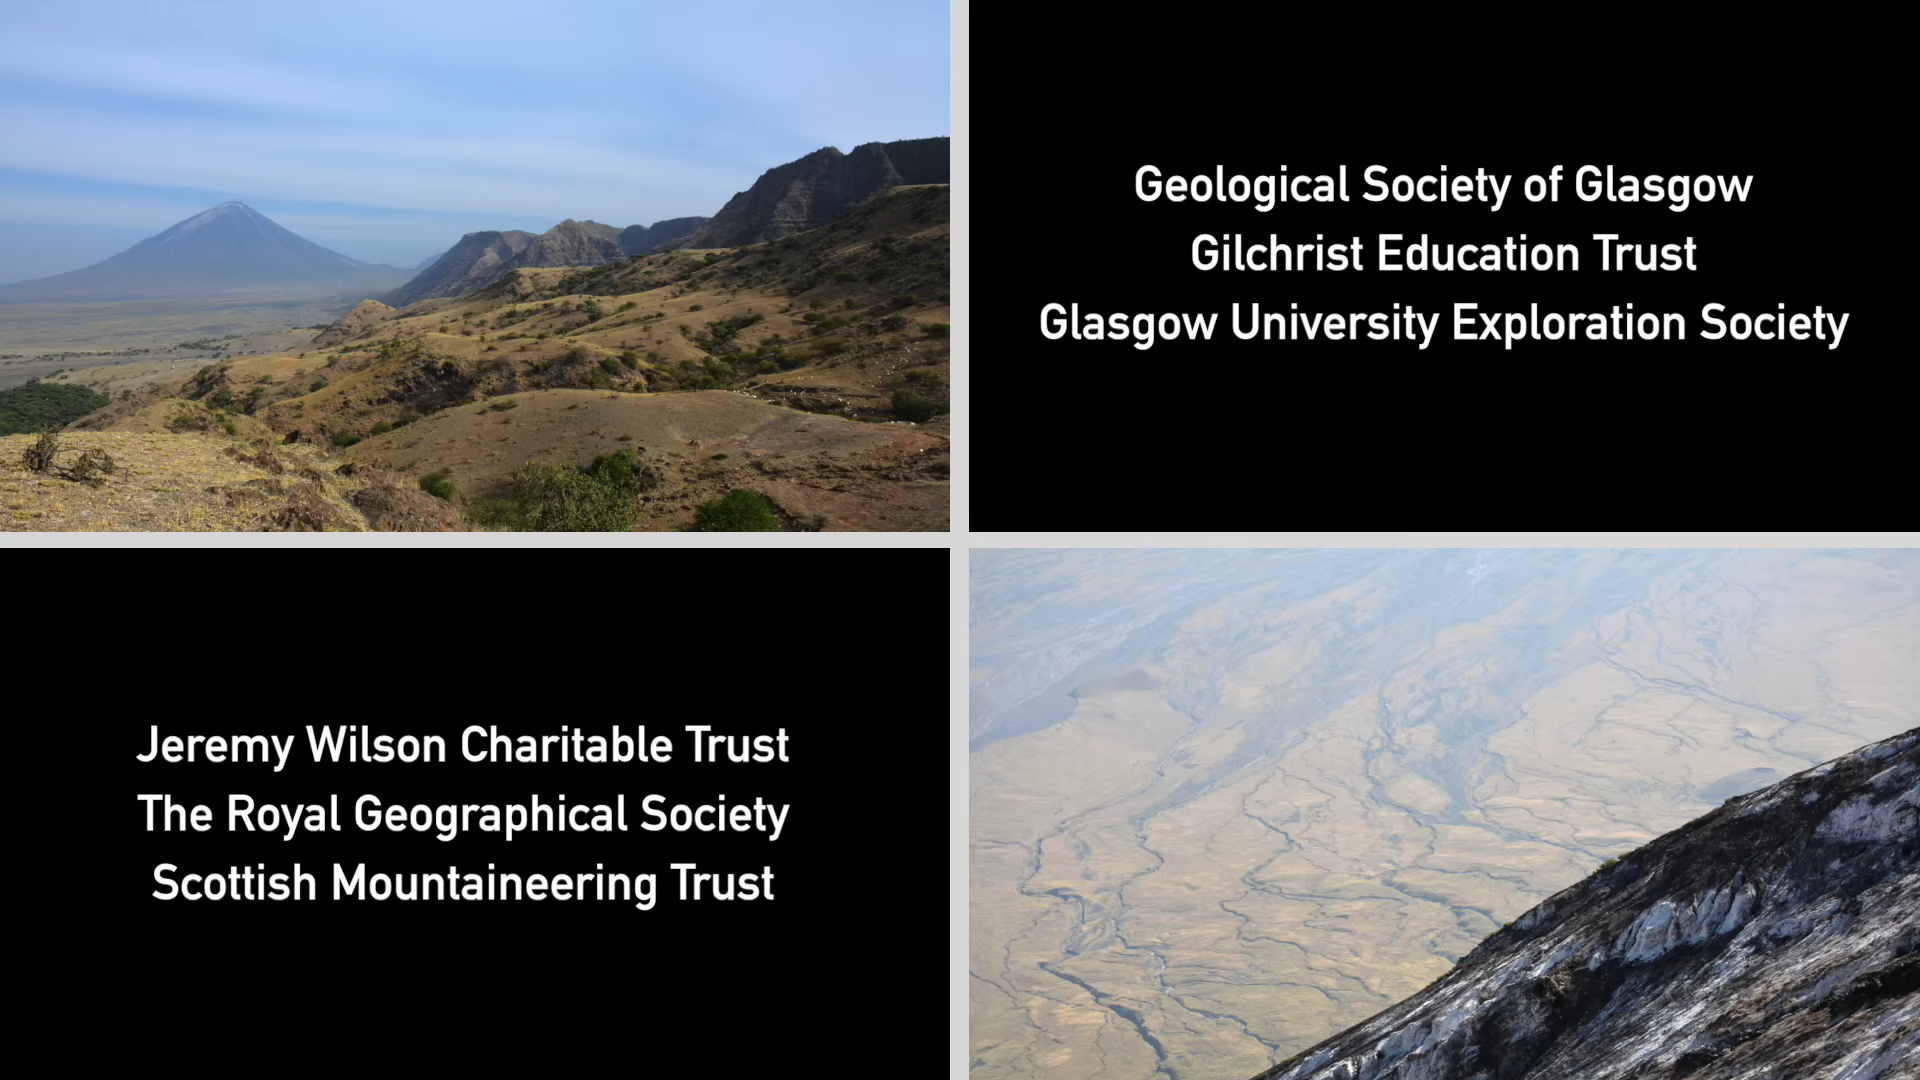 Geological Society of Glasgow
Gilchrist Education Trust
Glasgow University Exploration Society
Jeremy Wilson Charitable Trust
The Royal Geographical Society
Scottish Mountaineering Trust